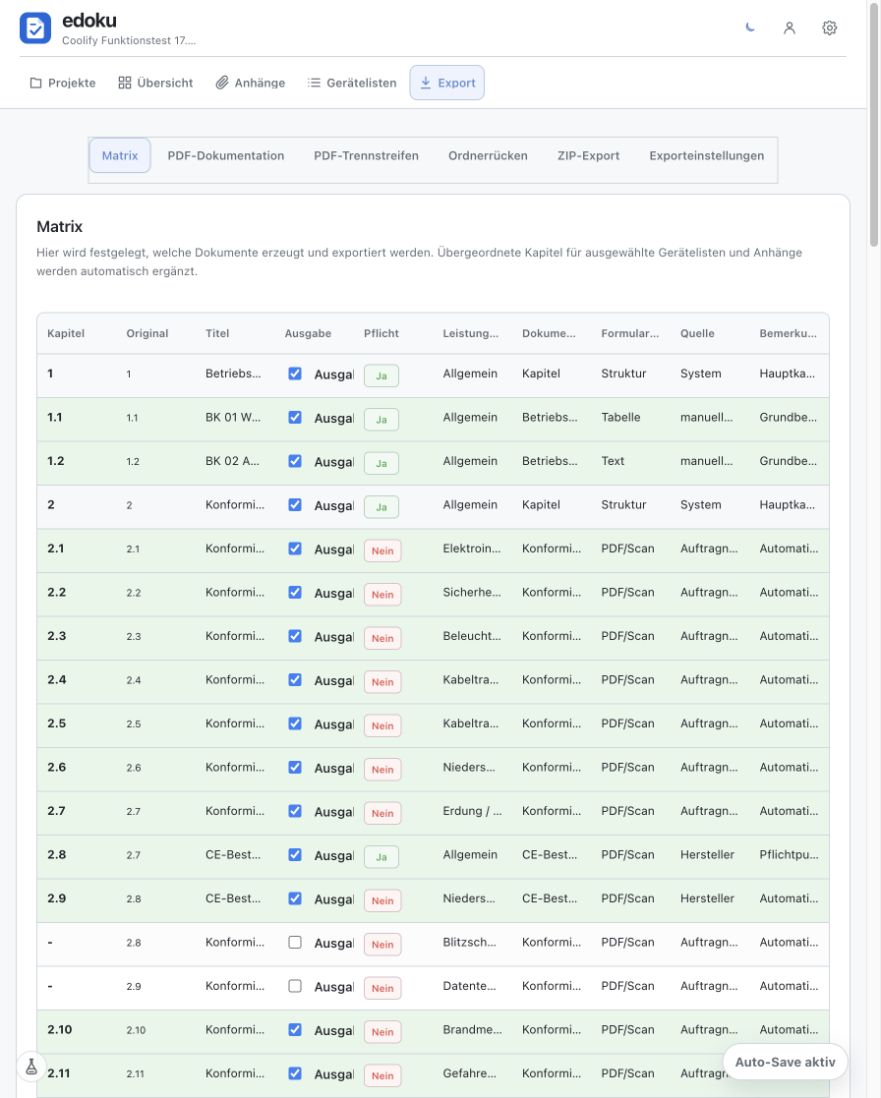 edoku
Coolify Funktionstest 17....
Projekte Übersicht Anhänge Gerätelisten Export
Matrix PDF-Dokumentation PDF-Trennstreifen Ordnerrücken ZIP-Export Exporteinstellungen
Matrix
Hier wird festgelegt, welche Dokumente erzeugt und exportiert werden. Übergeordnete Kapitel für ausgewählte Gerätelisten und Anhänge
werden automatisch ergänzt.
Kapitel Original Titel Ausgabe Pflicht Leistung... Dokume... Formular... Quelle Bemerku...
1 1 Betriebs... Ausgal Ja Allgemein Kapitel Struktur System Hauptka...
1.1 1.1 BK 01 W... Ausgal Ja Allgemein Betriebs... Tabelle manuell... Grundbe...
1.2 1.2 BK 02 A... Ausgal Ja Allgemein Betriebs... Text manuell... Grundbe...
2 2 Konformi... Ausgal Ja Allgemein Kapitel Struktur System Hauptka...
2.1 2.1 Konformi... Ausgal Nein Elektroin... Konformi... PDF/Scan Auftragn... Automati...
2.2 2.2 Konformi... Ausgal Nein Sicherhe... Konformi... PDF/Scan Auftragn... Automati...
2.3 2.3 Konformi... Ausgal Nein Beleucht... Konformi... PDF/Scan Auftragn... Automati...
2.4 2.4 Konformi... Ausgal Nein Kabeltra... Konformi... PDF/Scan Auftragn... Automati...
2.5 2.5 Konformi... Ausgal Nein Kabeltra... Konformi... PDF/Scan Auftragn... Automati...
2.6 2.6 Konformi... Ausgal Nein Nieders... Konformi... PDF/Scan Auftragn... Automati...
2.7 2.7 Konformi... Ausgal Nein Erdung / ... Konformi... PDF/Scan Auftragn... Automati...
2.8 2.7 CE-Best... Ausgal Ja Allgemein CE-Best... PDF/Scan Hersteller Pflichtpu...
2.9 2.8 CE-Best... Ausgal Nein Nieders... CE-Best... PDF/Scan Hersteller Automati...
- 2.8 Konformi... Ausgal Nein Blitzsch... Konformi... PDF/Scan Auftragn... Automati...
- 2.9 Konformi... Ausgal Nein Datente... Konformi... PDF/Scan Auftragn... Automati...
2.10 2.10 Konformi... Ausgal Nein Brandme... Konformi... PDF/Scan Auftragn... Automati...
2.11 2.11 Konformi... Ausgal Nein Gefahre... Konformi... PDF/Scan Auftragn
Auto-Save aktiv